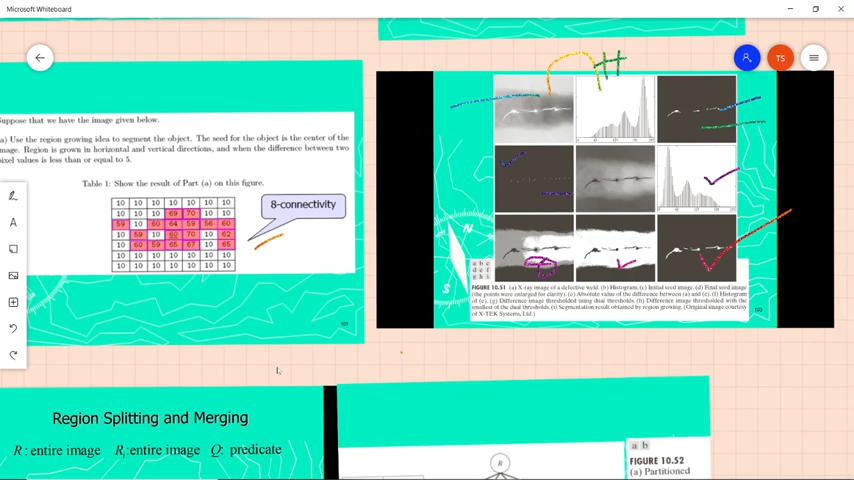 Microsoft Whiteboard
TS
uppose that we have the image given below.
a) Use the region growing idea to segment the object. The seed for the object is the center of the
mage. Region is grown in horizontal and vertical directions, and when the difference between two
pixel values is less than or equal to 5.
Table 1: Show the result of Part (a) on this figure.
10 10 10 10 10 10 10
10 10 10 69 70 10 10
59 10 60 64 59 56 60
10 59 10 60 70 10 62
10 60 59 65 67 10 65
10 10 10 10 10 10 10
10 10 10 10 10 10 10
8-connectivity
N
S
a b c
d e f
g h i
FIGURE 10.51 (a) X-ray image of a defective weld. (b) Histogram. (c) Initial seed image. (d) Final seed image
(the points were enlarged for clarity). (e) Absolute value of the difference between (a) and (c). (f) Histogram
of (e). (g) Difference image thresholded using dual thresholds. (h) Difference image thresholded with the
smallest of the dual thresholds. (i) Segmentation result obtained by region growing. (Original image courtesy
of X-TEK Systems, Ltd.)
Region Splitting and Merging
R : entire image Ri :entire image Q: predicate
R
a b
FIGURE 10.52
(a) Partitioned